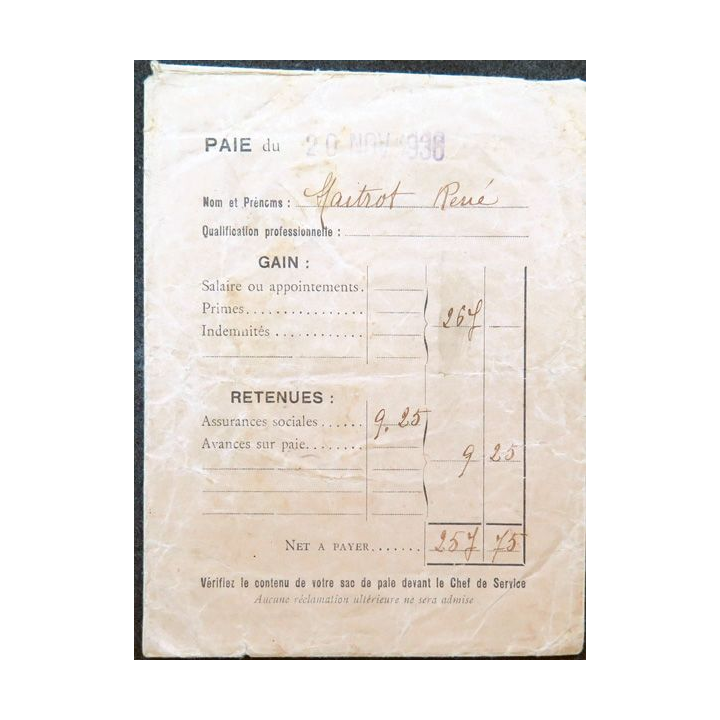 PAIE du 20 NOV 1936
Nom et Prénoms : Maitrot René
Qualification professionnelle :
GAIN :
Salaire ou appointements.
Primes
Indemnités
267
RETENUES :
Assurances sociales 9.25
Avances sur paie
9 25
NET A PAYER 257 75
Vérifiez le contenu de votre sac de paie devant le Chef de Service
Aucune réclamation ultérieure ne sera admise